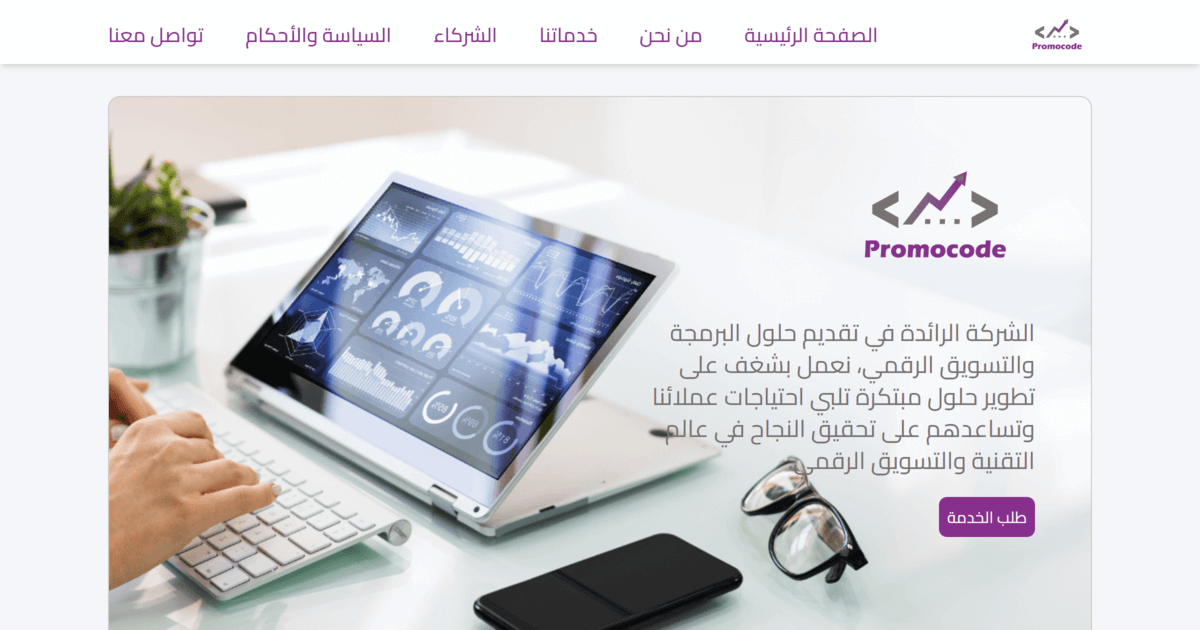 Promocode
الصفحة الرئيسية
من نحن
خدماتنا
الشركاء
السياسة والأحكام
تواصل معنا
Promocode
الشركة الرائدة في تقديم حلول البرمجة
والتسويق الرقمي، نعمل بشغف على
تطوير حلول مبتكرة تلبي احتياجات عملائنا
وتساعدهم على تحقيق النجاح في عالم
التقنية والتسويق الرقمي
طلب الخدمة